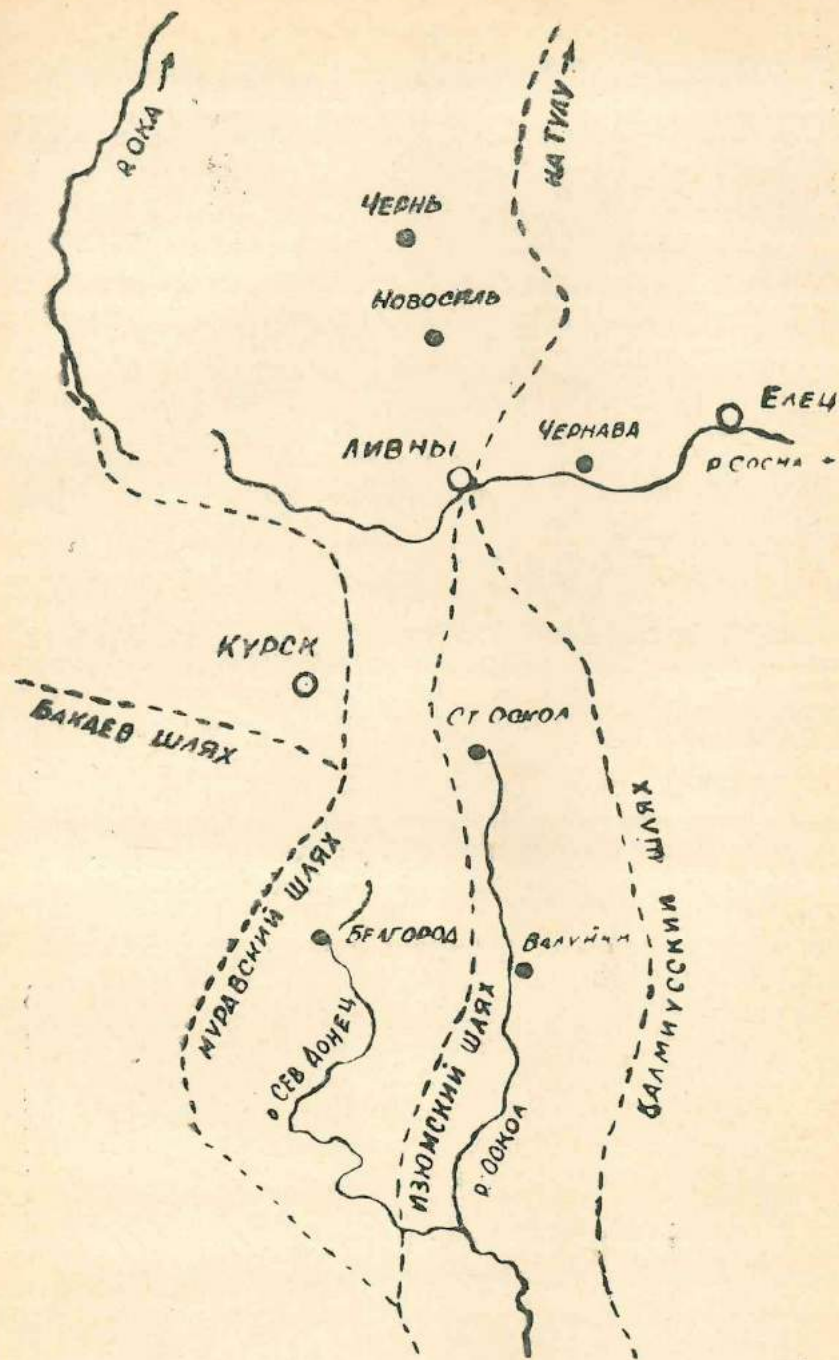 Р ОКА
НА ТУЛУ
ЧЕРНЬ
НОВОСИЛЬ
ЕЛЕЦ
ЛИВНЫ
ЧЕРНАВА
Р СОСНА
КУРСК
БАКАЕВ ШЛЯХ
СТ ОСКОЛ
МУРАВСКИЙ ШЛЯХ
БЕЛГОРОД
ВАЛУЙКИ
КАЛМИУССКИЙ ШЛЯХ
СЕВ ДОНЕЦ
ИЗЮМСКИЙ ШЛЯХ
Р. ОСКОЛ